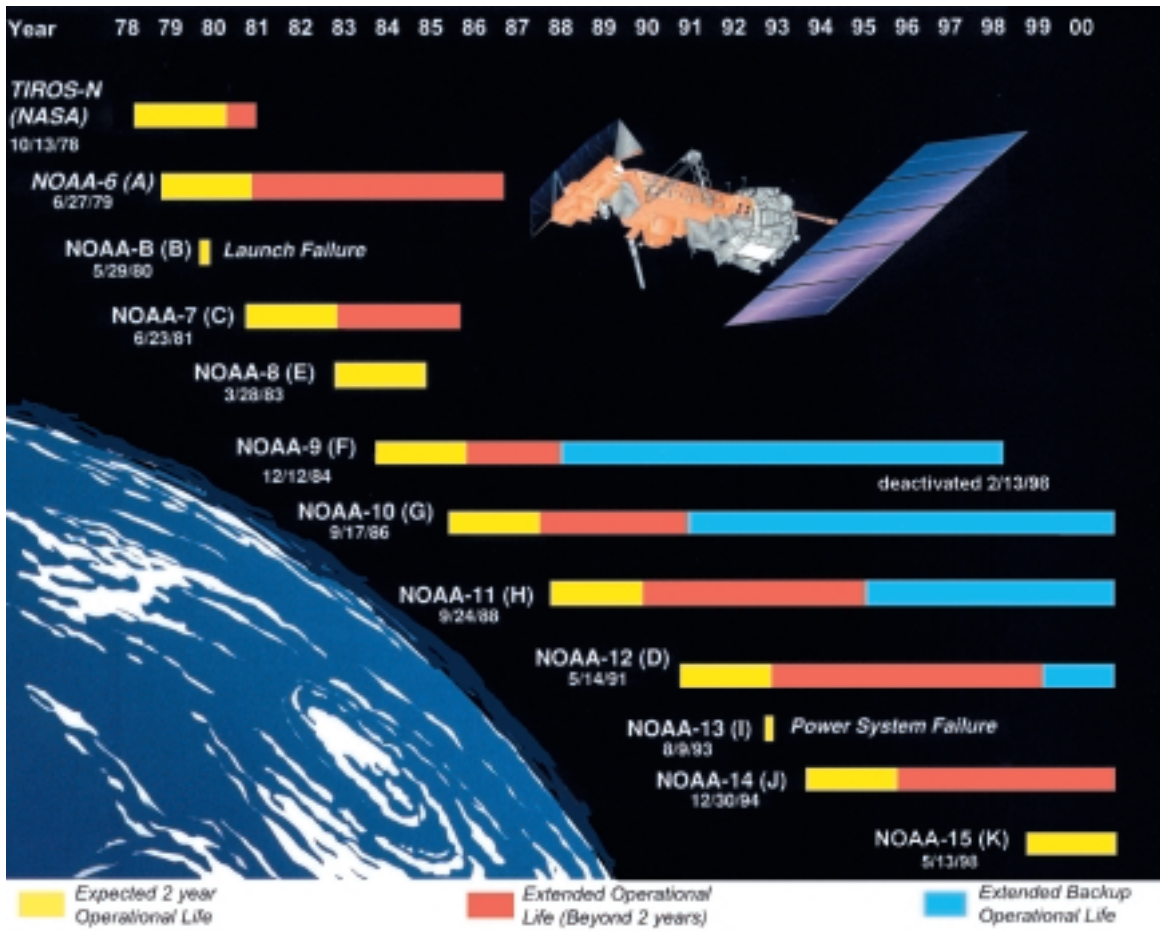 Year 78 79 80 81 82 83 84 85 86 87 88 89 90 91 92 93 94 95 96 97 98 99 00
TIROS-N
(NASA)
10/13/78
NOAA-6 (A)
6/27/79
NOAA-B (B) Launch Failure
5/29/80
NOAA-7 (C)
6/23/81
NOAA-8 (E)
3/28/83
NOAA-9 (F)
12/12/84
deactivated 2/13/98
NOAA-10 (G)
9/17/86
NOAA-11 (H)
9/24/88
NOAA-12 (D)
5/14/91
NOAA-13 (I) Power System Failure
8/9/93
NOAA-14 (J)
12/30/94
NOAA-15 (K)
5/13/98
Expected 2 year
Operational Life
Extended Operational
Life (Beyond 2 years)
Extended Backup
Operational Life